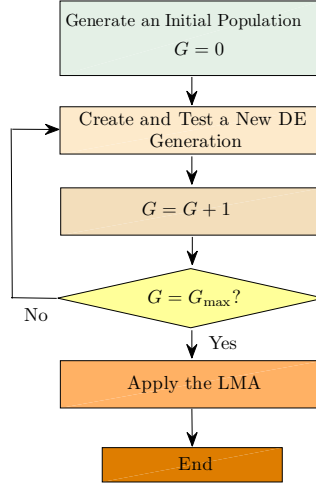 Generate an Initial Population
G = 0
Create and Test a New DE
Generation
G = G + 1
G = G_max?
No
Yes
Apply the LMA
End